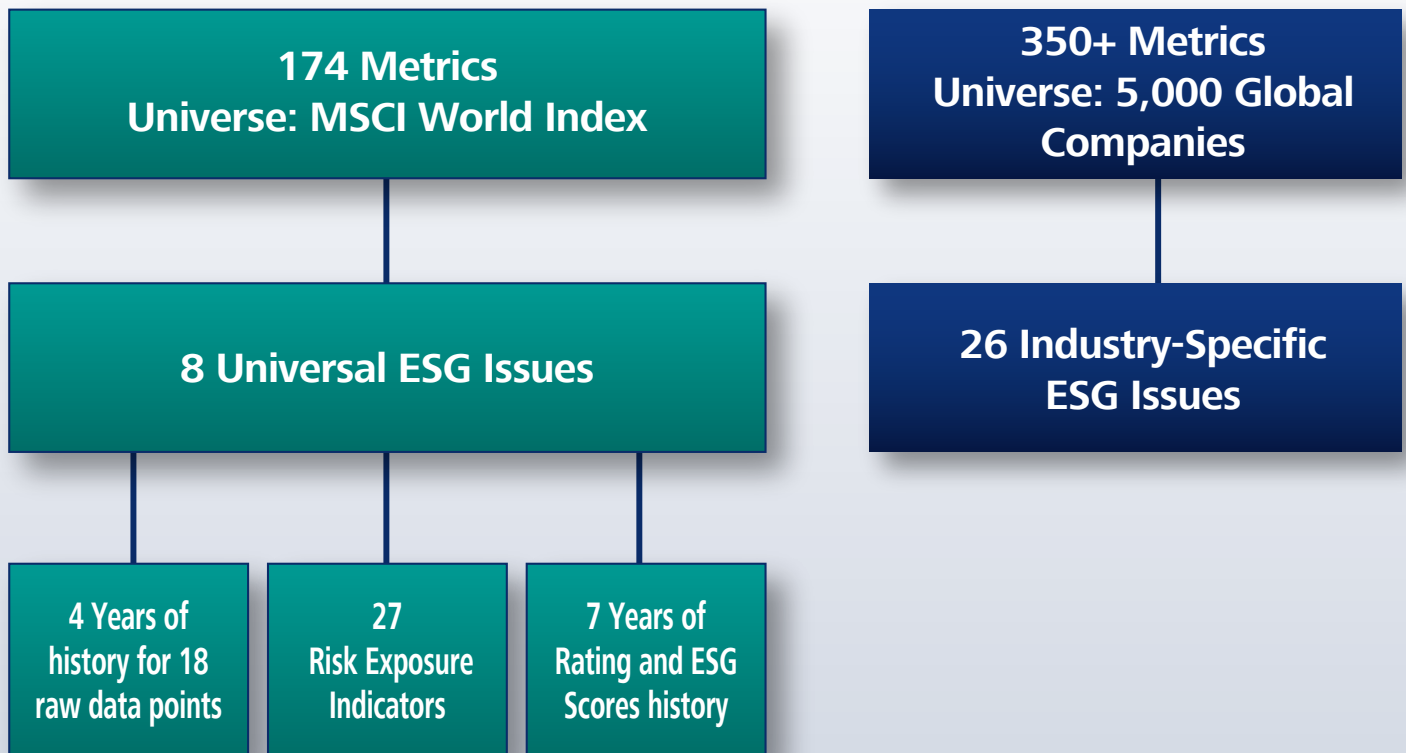 174 Metrics
Universe: MSCI World Index
350+ Metrics
Universe: 5,000 Global
Companies
8 Universal ESG Issues
26 Industry-Specific
ESG Issues
4 Years of
history for 18
raw data points
27
Risk Exposure
Indicators
7 Years of
Rating and ESG
Scores history